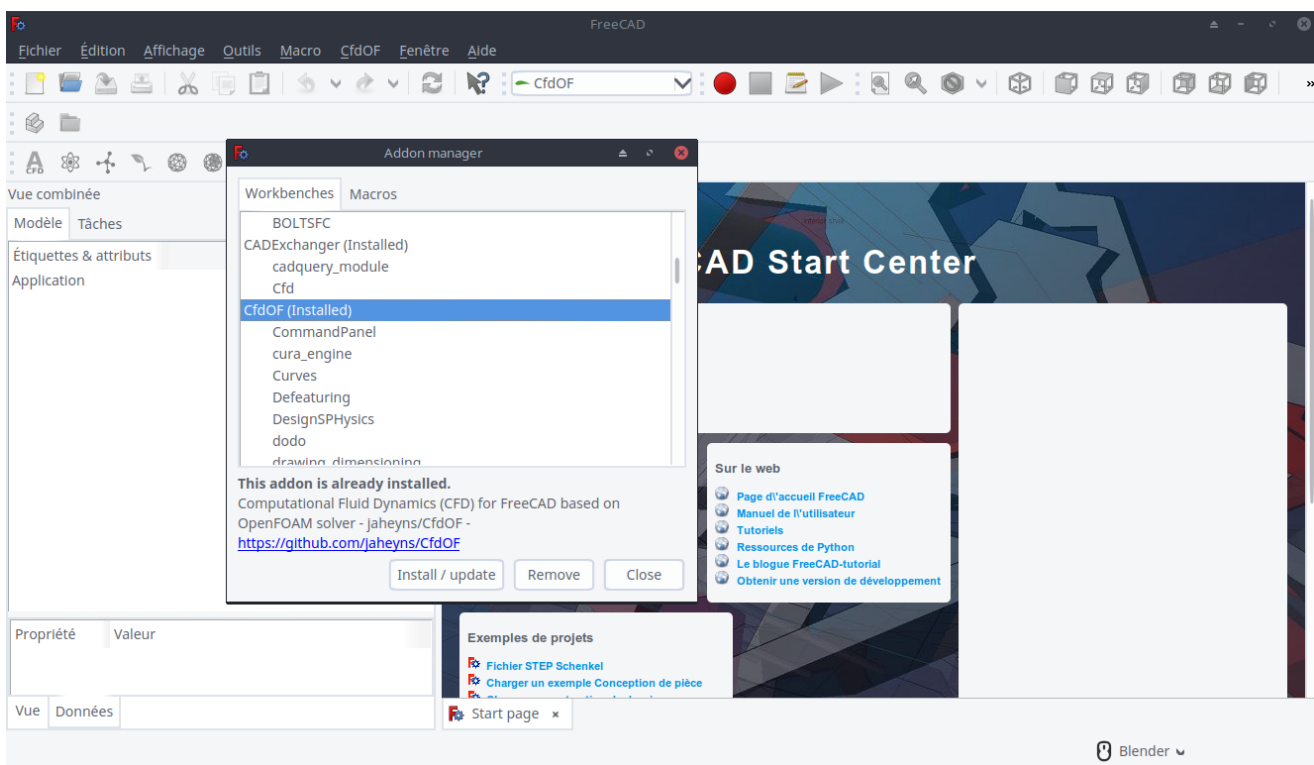 FreeCAD
Fichier Édition Affichage Outils Macro CfdOF Fenêtre Aide
CfdOF
»
CFD
Addon manager
Vue combinée
Modèle Tâches
Étiquettes & attributs
Application
Workbenches Macros
BOLTSFC
CADExchanger (Installed)
cadquery_module
Cfd
CfdOF (Installed)
CommandPanel
cura_engine
Curves
Defeaturing
DesignSPHysics
dodo
drawing_dimensioning
This addon is already installed.
Computational Fluid Dynamics (CFD) for FreeCAD based on
OpenFOAM solver - jaheyns/CfdOF -
https://github.com/jaheyns/CfdOF
Install / update Remove Close
CAD Start Center
Sur le web
Page d\'accueil FreeCAD
Manuel de l\'utilisateur
Tutoriels
Ressources de Python
Le blogue FreeCAD-tutorial
Obtenir une version de développement
Exemples de projets
Fichier STEP Schenkel
Charger un exemple Conception de pièce
Propriété Valeur
Vue Données
Start page
Blender